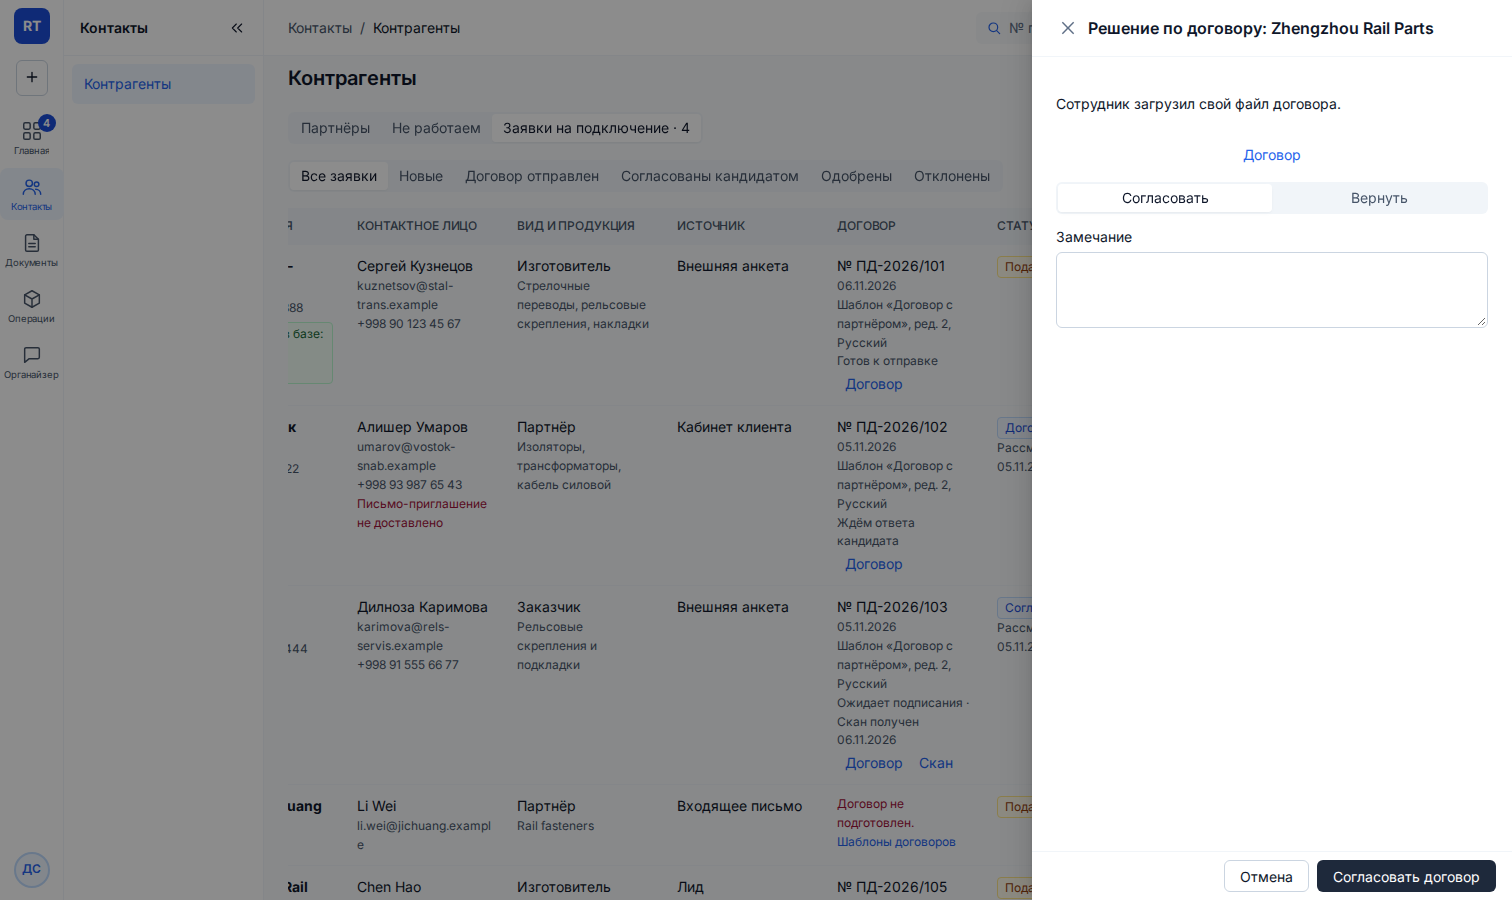 RT
Контакты
Контакты / Контрагенты
Решение по договору: Zhengzhou Rail Parts
4
Главная
Контакты
Документы
Операции
Органайзер
ДС
Контрагенты
Контрагенты
Партнёры Не работаем Заявки на подключение · 4
Все заявки Новые Договор отправлен Согласованы кандидатом Одобрены Отклонены
КОНТАКТНОЕ ЛИЦО ВИД И ПРОДУКЦИЯ ИСТОЧНИК ДОГОВОР
Сергей Кузнецов Изготовитель Внешняя анкета № ПД-2026/101
kuznetsov@stal-
trans.example
+998 90 123 45 67
Стрелочные
переводы, рельсовые
скрепления, накладки
06.11.2026
Шаблон «Договор с
партнёром», ред. 2,
Русский
Готов к отправке
Договор
базе:
Алишер Умаров Партнёр Кабинет клиента № ПД-2026/102
umarov@vostok-
snab.example
+998 93 987 65 43
Письмо-приглашение
не доставлено
Изоляторы,
трансформаторы,
кабель силовой
05.11.2026
Шаблон «Договор с
партнёром», ред. 2,
Русский
Ждём ответа
кандидата
Договор
Дилноза Каримова Заказчик Внешняя анкета № ПД-2026/103
karimova@rels-
servis.example
+998 91 555 66 77
Рельсовые
скрепления и
подкладки
05.11.2026
Шаблон «Договор с
партнёром», ред. 2,
Русский
Ожидает подписания ·
Скан получен
06.11.2026
Договор Скан
Li Wei Партнёр Входящее письмо
li.wei@jichuang.exampl
e
Rail fasteners
Договор не
подготовлен.
Шаблоны договоров
Rail Chen Hao Изготовитель Лид № ПД-2026/105
Сотрудник загрузил свой файл договора.
Договор
Согласовать Вернуть
Замечание
Отмена Согласовать договор